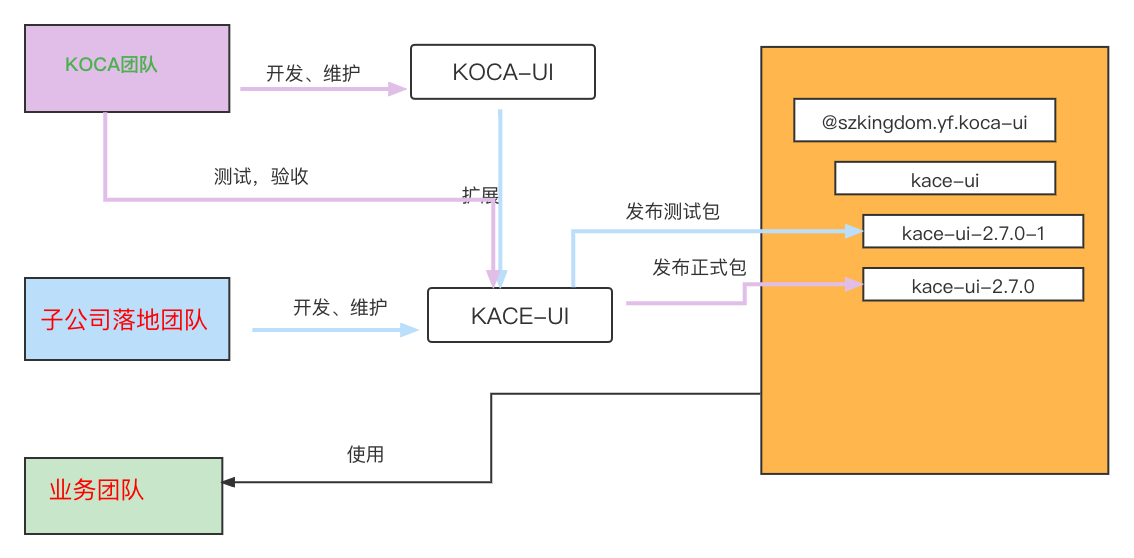 KOCA团队
开发、维护
KOCA-UI
@szkingdom.yf.koca-ui
测试，验收
扩展
kace-ui
发布测试包
kace-ui-2.7.0-1
发布正式包
kace-ui-2.7.0
子公司落地团队
开发、维护
KACE-UI
使用
业务团队